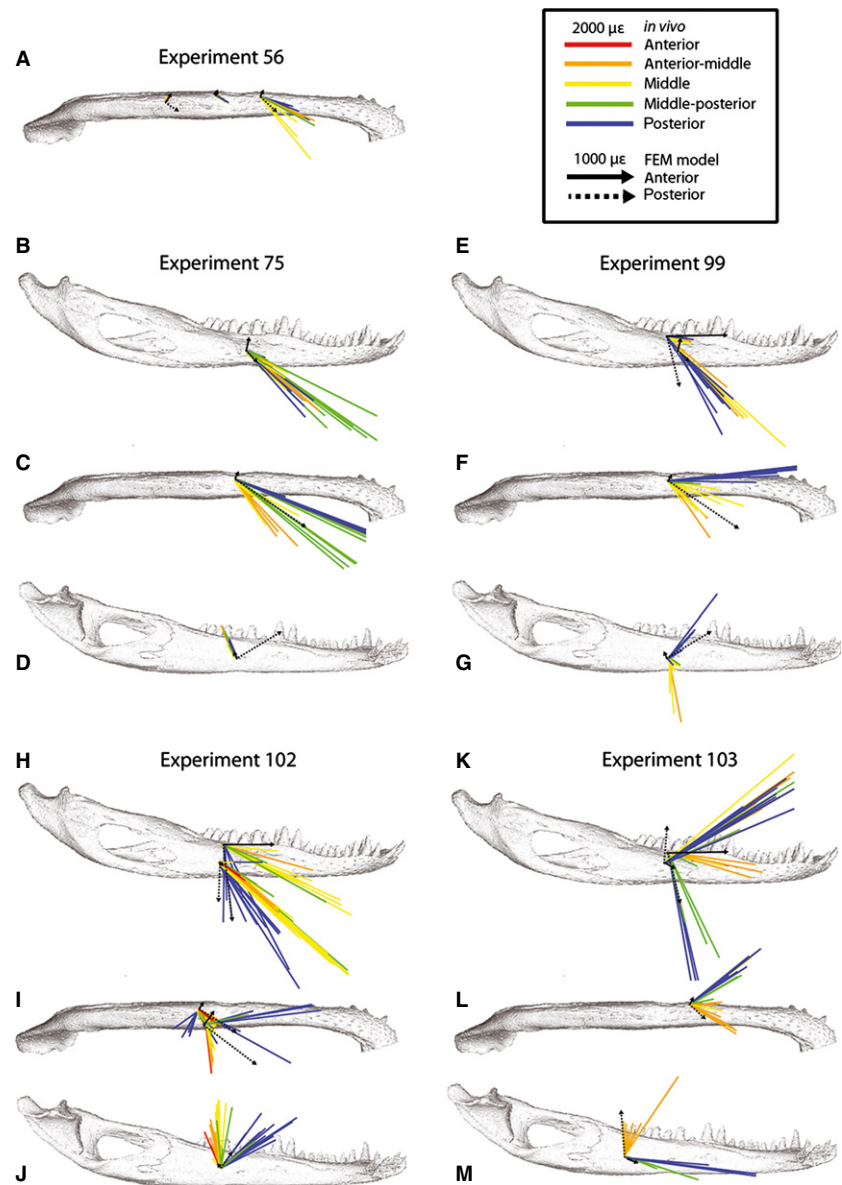 A
Experiment 56
2000 µε in vivo
Anterior
Anterior-middle
Middle
Middle-posterior
Posterior
1000 µε FEM model
Anterior
Posterior
B
Experiment 75
E
Experiment 99
C
F
D
G
H
Experiment 102
K
Experiment 103
I
L
J
M